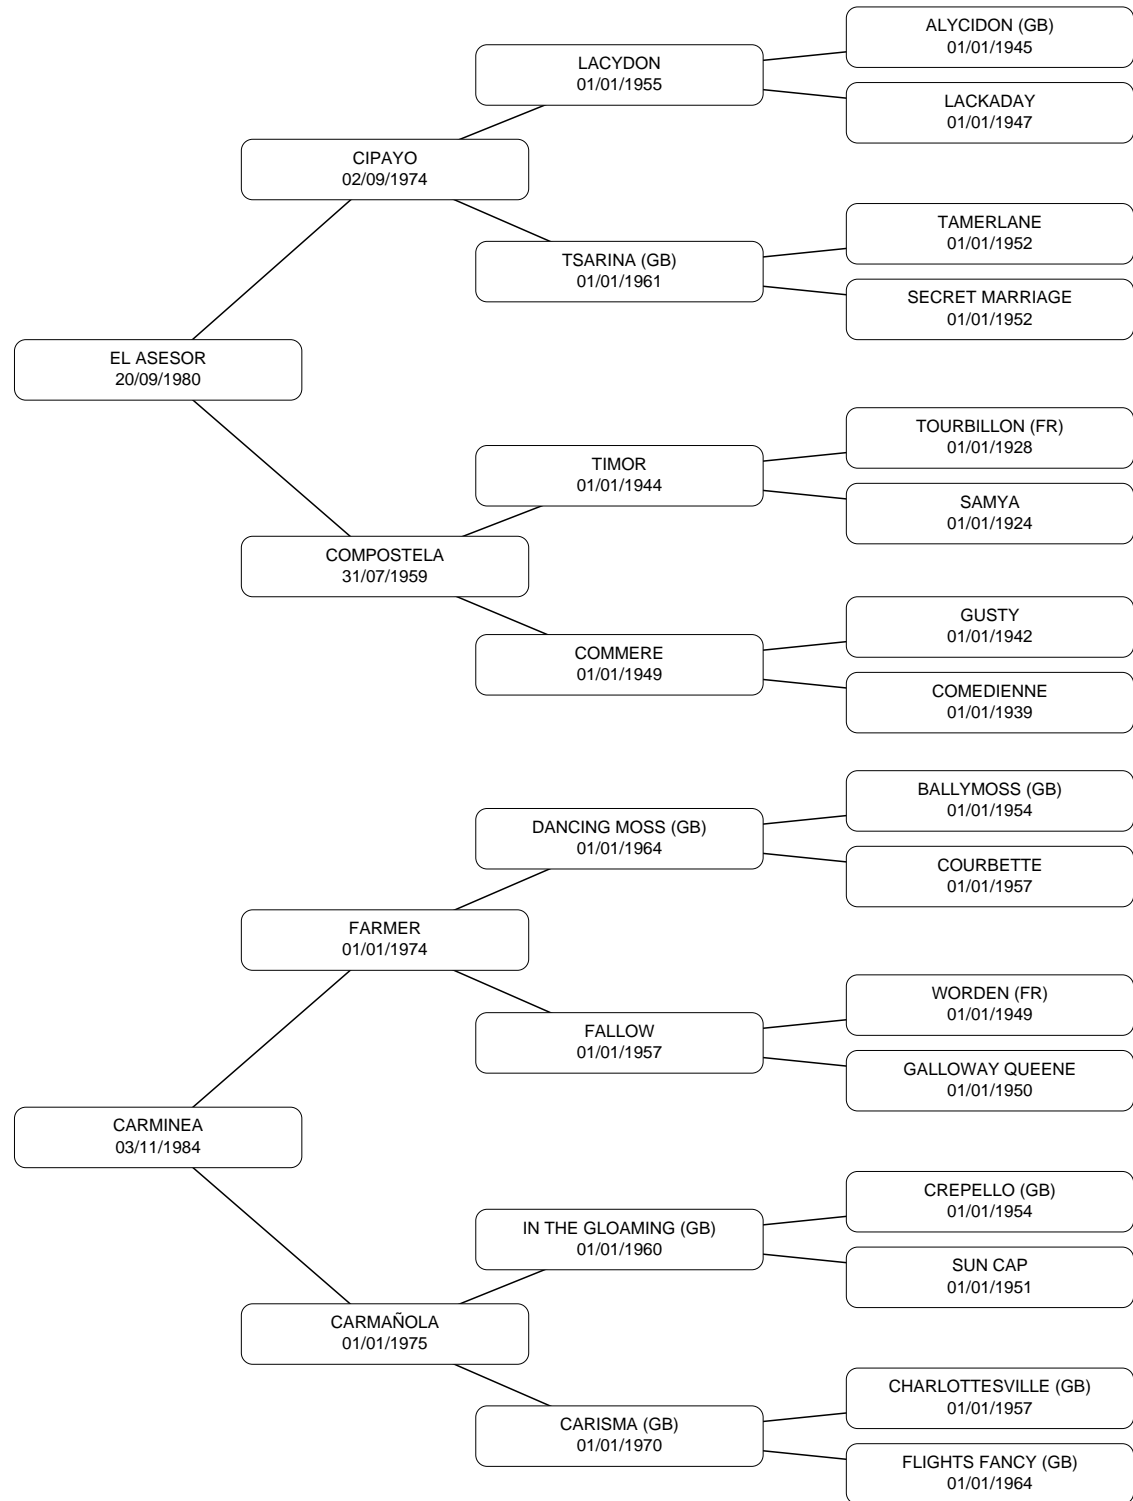 ALYCIDON (GB)
01/01/1945
LACYDON
01/01/1955
LACKADAY
01/01/1947
CIPAYO
02/09/1974
TAMERLANE
01/01/1952
TSARINA (GB)
01/01/1961
SECRET MARRIAGE
01/01/1952
EL ASESOR
20/09/1980
TOURBILLON (FR)
01/01/1928
TIMOR
01/01/1944
SAMYA
01/01/1924
COMPOSTELA
31/07/1959
GUSTY
01/01/1942
COMMERE
01/01/1949
COMEDIENNE
01/01/1939
BALLYMOSS (GB)
01/01/1954
DANCING MOSS (GB)
01/01/1964
COURBETTE
01/01/1957
FARMER
01/01/1974
WORDEN (FR)
01/01/1949
FALLOW
01/01/1957
GALLOWAY QUEENE
01/01/1950
CARMINEA
03/11/1984
CREPELLO (GB)
01/01/1954
IN THE GLOAMING (GB)
01/01/1960
SUN CAP
01/01/1951
CARMAÑOLA
01/01/1975
CHARLOTTESVILLE (GB)
01/01/1957
CARISMA (GB)
01/01/1970
FLIGHTS FANCY (GB)
01/01/1964